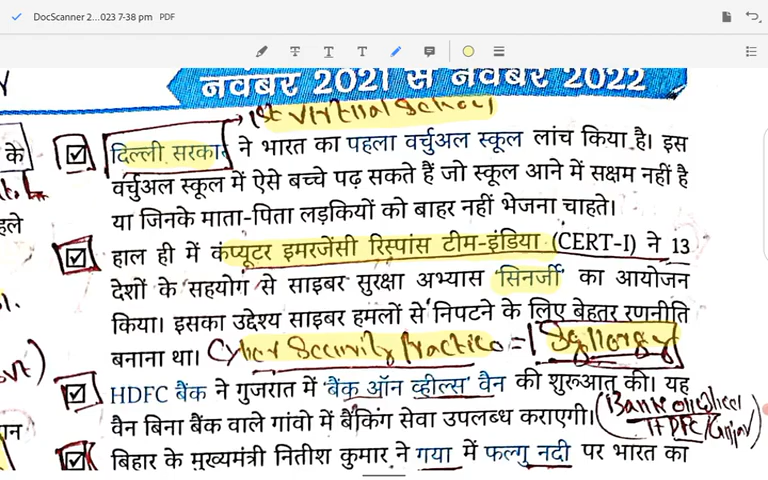 DocScanner 2...023 7-38 pm PDF
नवंबर 2021 से नवंबर 2022
1st Virtual School
दिल्ली सरकार ने भारत का पहला वर्चुअल स्कूल लांच किया है। इस
के
वर्चुअल स्कूल में ऐसे बच्चे पढ़ सकते हैं जो स्कूल आने में सक्षम नहीं है
या जिनके माता-पिता लड़कियों को बाहर नहीं भेजना चाहते।
हाल ही में कंप्यूटर इमरजेंसी रिस्पांस टीम-इंडिया (CERT-I) ने 13
देशों के सहयोग से साइबर सुरक्षा अभ्यास 'सिनर्जी' का आयोजन
किया। इसका उद्देश्य साइबर हमलों से निपटने के लिए बेहतर रणनीति
बनाना था। Cyber Security Practice =
HDFC बैंक ने गुजरात में 'बैंक ऑन व्हील्स' वैन की शुरूआत की। यह
वैन बिना बैंक वाले गांवो में बैंकिंग सेवा उपलब्ध कराएगी। (Bank on wheel
HDFC/
बिहार के मुख्यमंत्री नितीश कुमार ने गया में फल्गु नदी पर भारत का